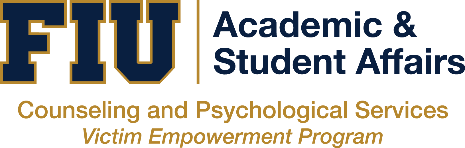 FIU
Academic &
Student Affairs
Counseling and Psychological Services
Victim Empowerment Program